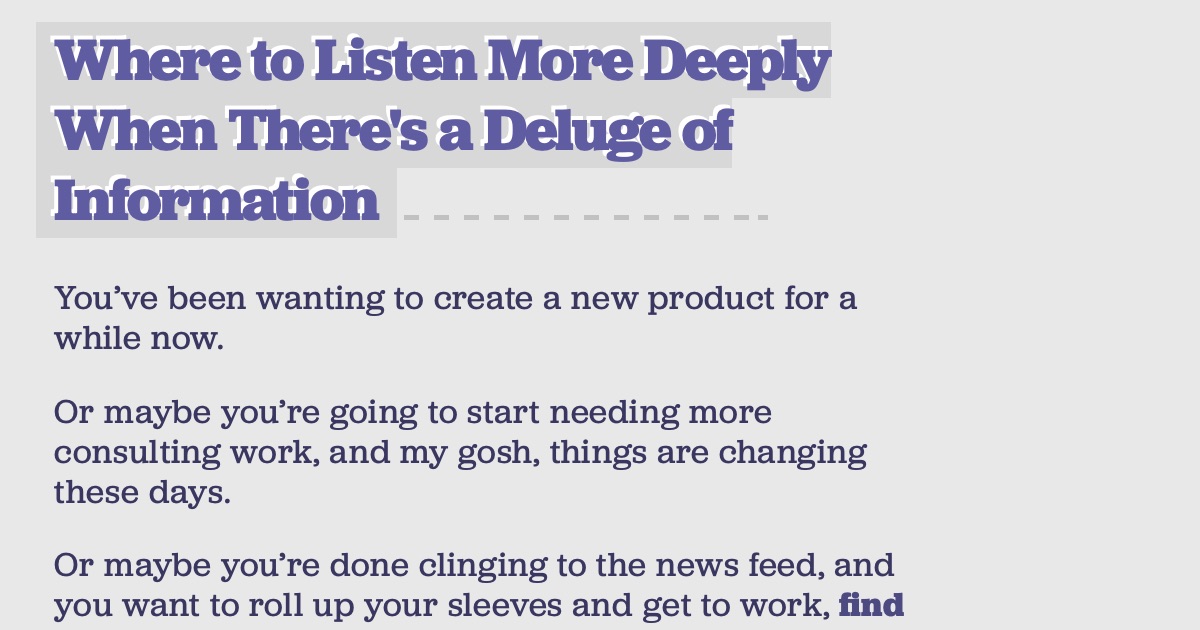 Where to Listen More Deeply
When There's a Deluge of
Information
You’ve been wanting to create a new product for a
while now.
Or maybe you’re going to start needing more
consulting work, and my gosh, things are changing
these days.
Or maybe you’re done clinging to the news feed, and
you want to roll up your sleeves and get to work, find